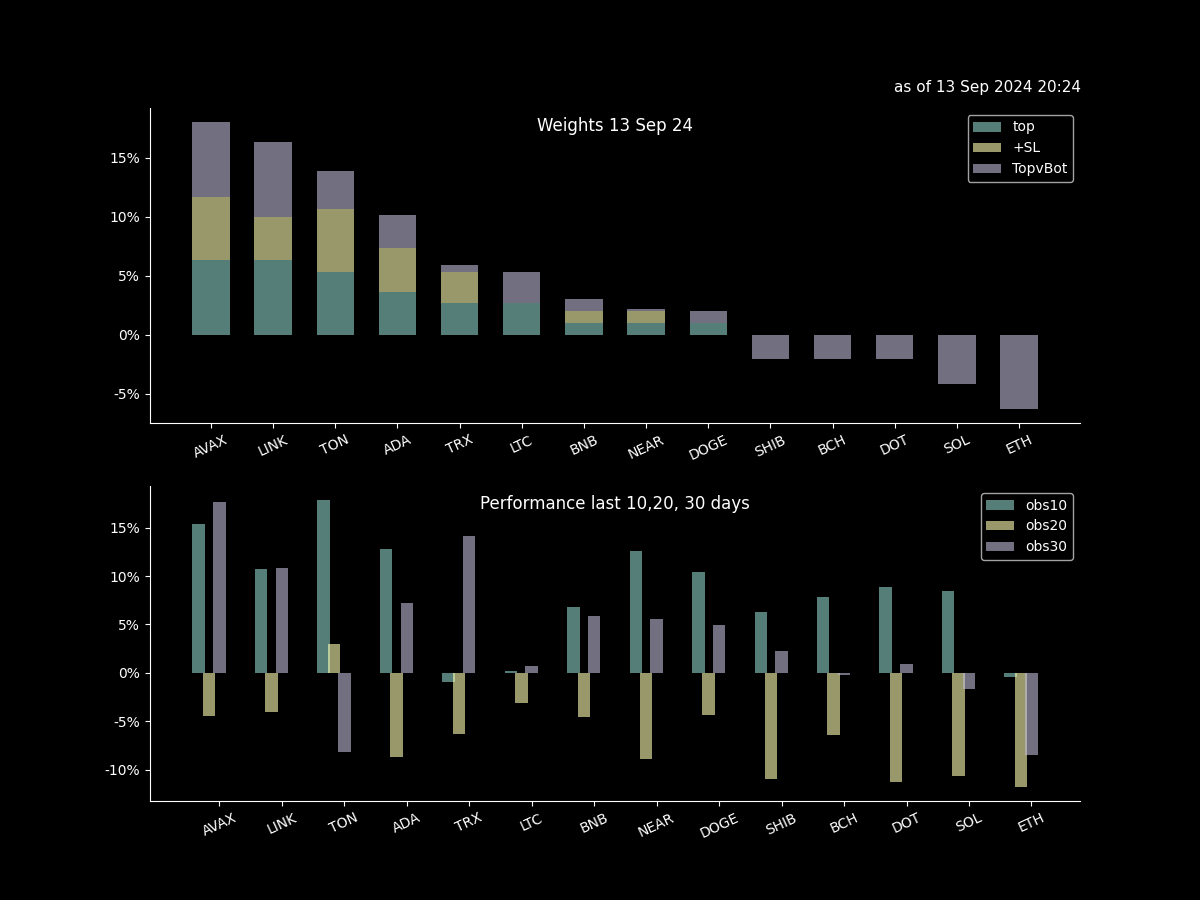 as of 13 Sep 2024 20:24
Weights 13 Sep 24
top
+SL
TopvBot
15%
10%
5%
0%
-5%
AVAX LINK TON ADA TRX LTC BNB NEAR DOGE SHIB BCH DOT SOL ETH
Performance last 10,20, 30 days
obs10
obs20
obs30
15%
10%
5%
0%
-5%
-10%
AVAX LINK TON ADA TRX LTC BNB NEAR DOGE SHIB BCH DOT SOL ETH